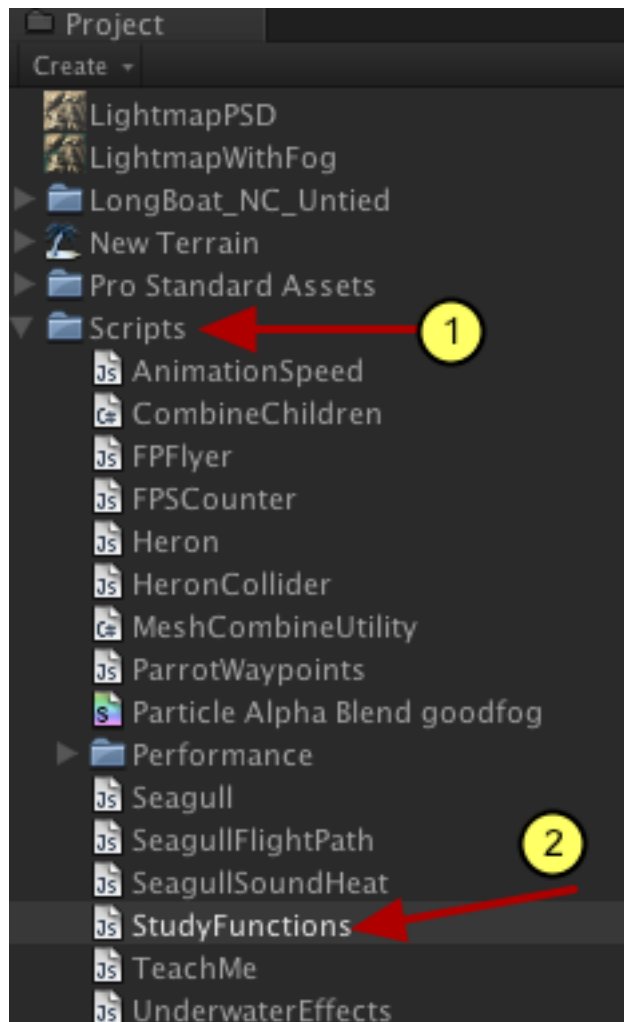 Project
Create
LightmapPSD
LightmapWithFog
LongBoat_NC_Untied
New Terrain
Pro Standard Assets
Scripts 1
Js AnimationSpeed
C# CombineChildren
Js FPFlyer
Js FPSCounter
Js Heron
Js HeronCollider
C# MeshCombineUtility
Js ParrotWaypoints
S Particle Alpha Blend goodfog
Performance
Js Seagull
Js SeagullFlightPath
2
Js SeagullSoundHeat
Js StudyFunctions
Js TeachMe
Js UnderwaterEffects